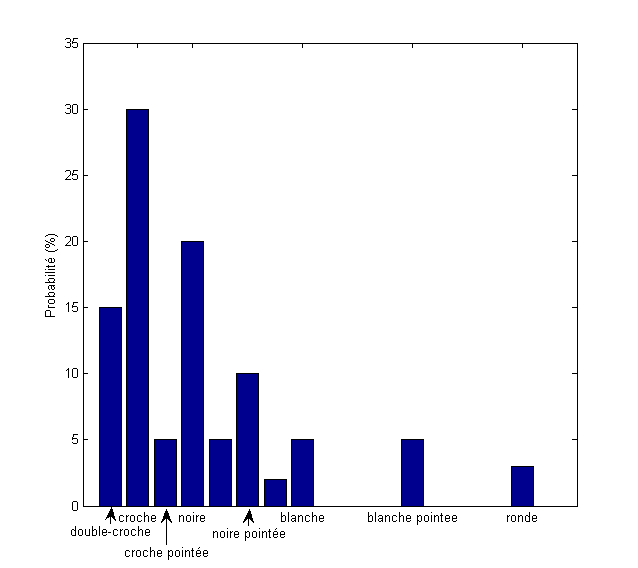 35
30
25
20
15
10
5
0
Probabilité (%)
croche noire blanche blanche pointee ronde
double-croche noire pointée
croche pointée